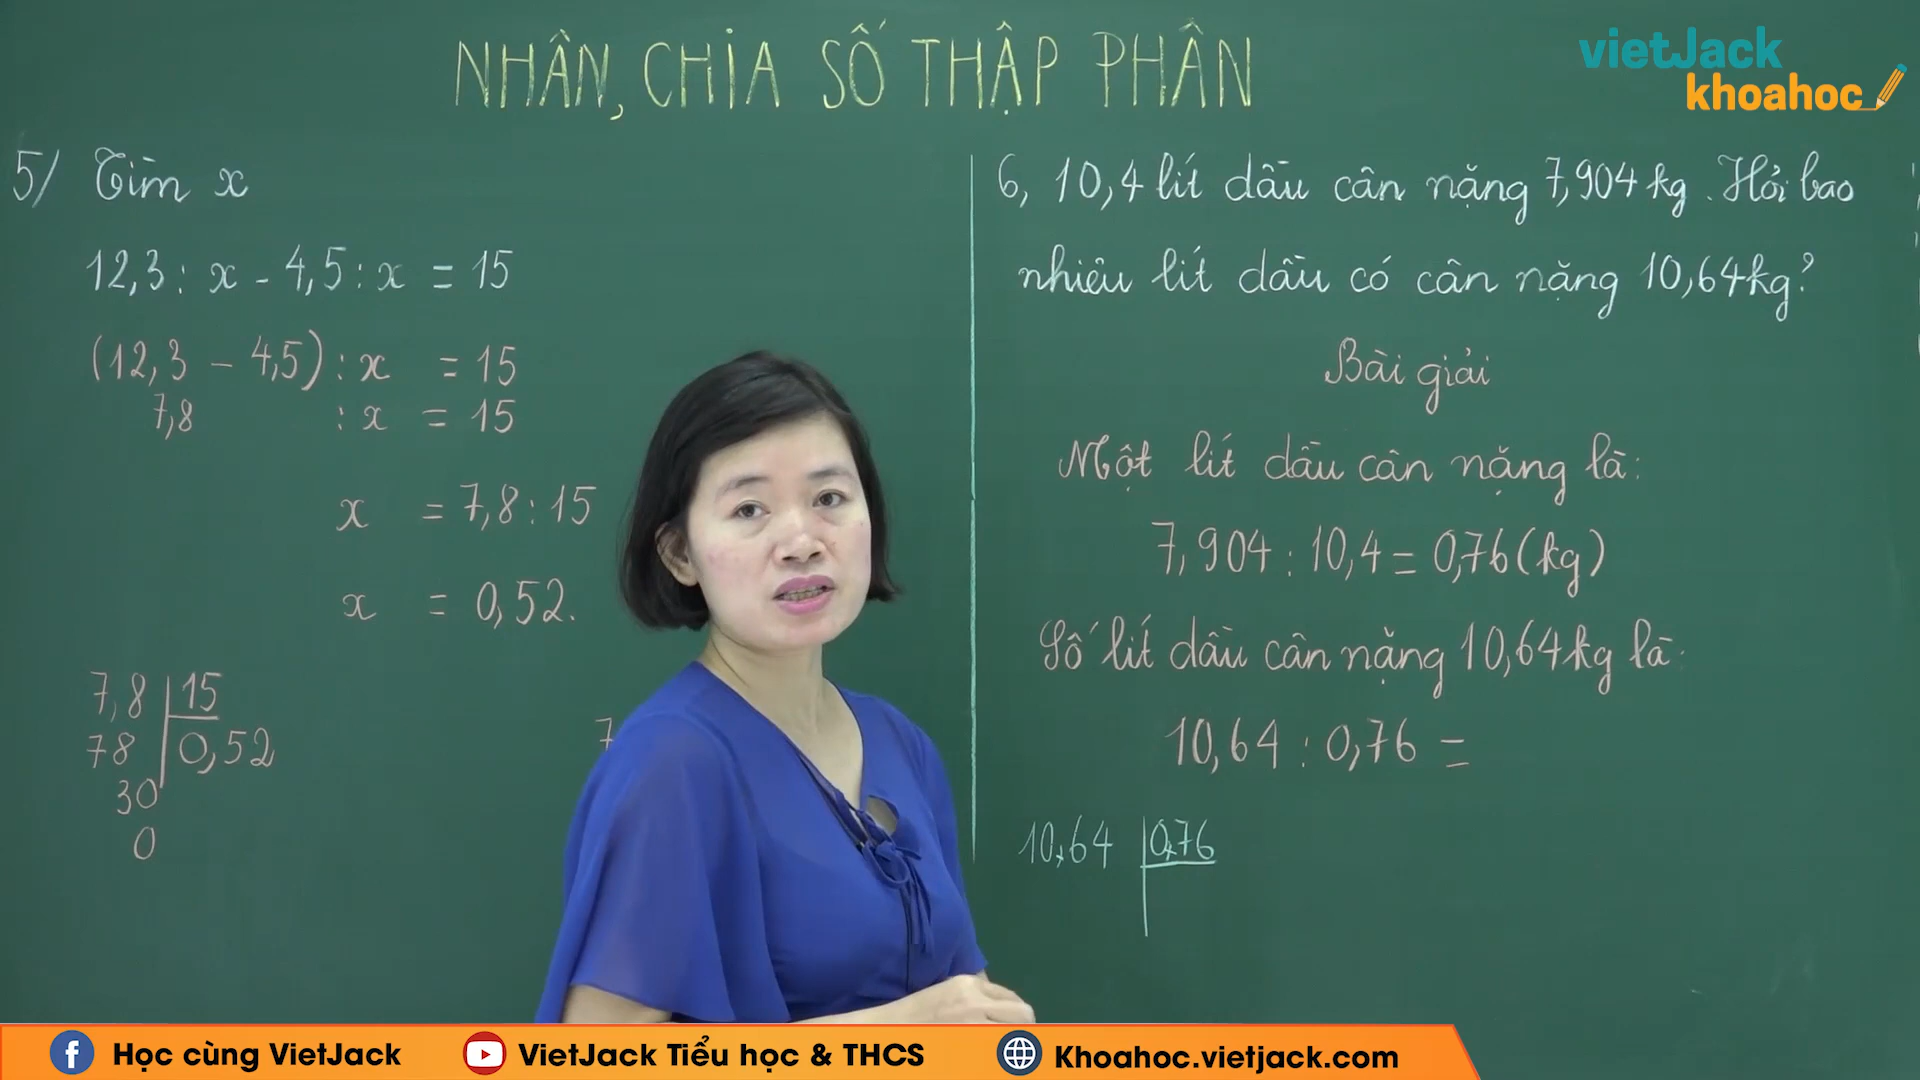 NHÂN, CHIA SỐ THẬP PHÂN
vietJack
khoahoc
5/ Tìm x
12,3 : x - 4,5 : x = 15
(12,3 - 4,5) : x = 15
7,8 : x = 15
x = 7,8 : 15
x = 0,52.
7,8 15
78 0,52
30
0
7
6, 10,4 lít dầu cân nặng 7,904 kg. Hỏi bao
nhiêu lít dầu có cân nặng 10,64kg?
Bài giải
Một lít dầu cân nặng là:
7,904 : 10,4 = 0,76 (kg)
Số lít dầu cân nặng 10,64kg là:
10,64 : 0,76 =
10,64 0,76
Học cùng VietJack
VietJack Tiểu học & THCS
Khoahoc.vietjack.com